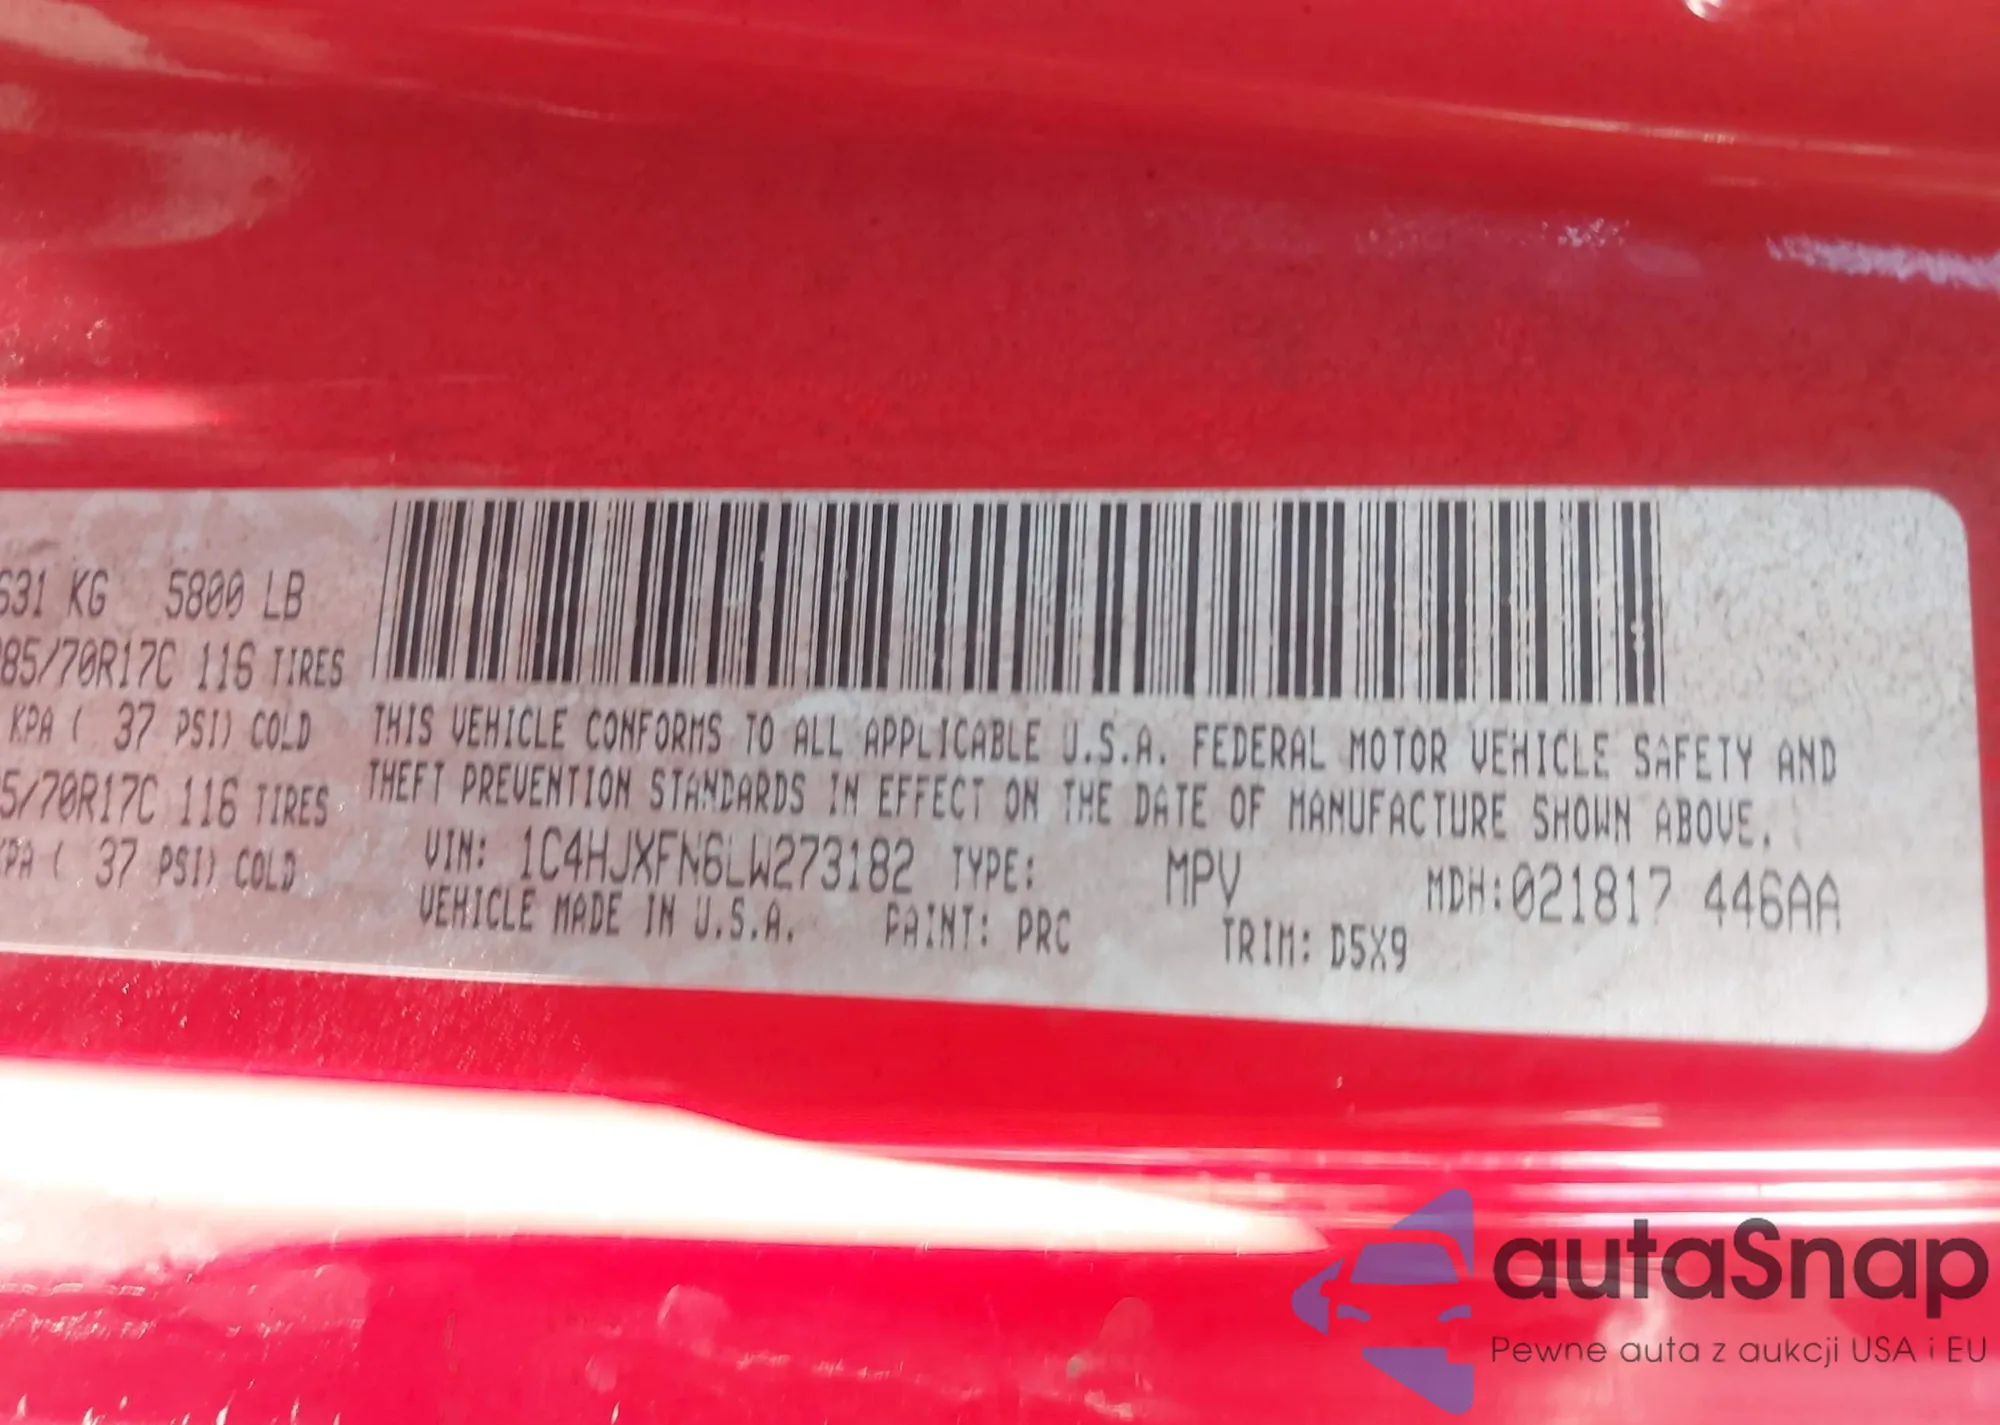 631 KG 5800 LB
85/70R17C 116 TIRES
KPA ( 37 PSI) COLD
5/70R17C 116 TIRES
KPA ( 37 PSI) COLD
THIS VEHICLE CONFORMS TO ALL APPLICABLE U.S.A. FEDERAL MOTOR VEHICLE SAFETY AND
THEFT PREVENTION STANDARDS IN EFFECT ON THE DATE OF MANUFACTURE SHOWN ABOVE.
VIN: 1C4HJXFN6LW273182 TYPE: MPV MDH:021817 446AA
VEHICLE MADE IN U.S.A. PAINT: PRC TRIM: D5X9
autaSnap
Pewne auta z aukcji USA i EU